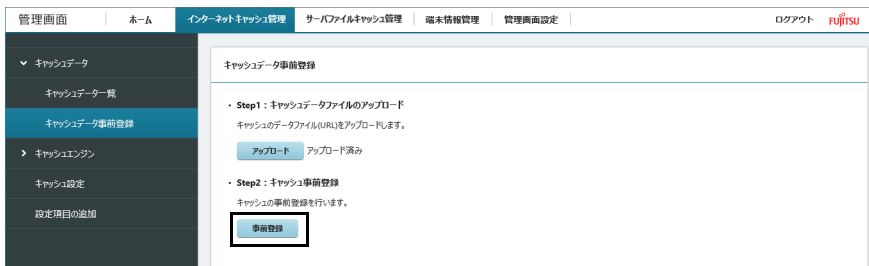 管理画面 ホーム インターネットキャッシュ管理 サーバファイルキャッシュ管理 端末情報管理 管理画面設定 ログアウト FUJITSU
キャッシュデータ
キャッシュデータ一覧
キャッシュデータ事前登録
キャッシュエンジン
キャッシュ設定
設定項目の追加
キャッシュデータ事前登録
・ Step1：キャッシュデータファイルのアップロード
キャッシュのデータファイル(URL)をアップロードします。
アップロード アップロード済み
・ Step2：キャッシュ事前登録
キャッシュの事前登録を行います。
事前登録